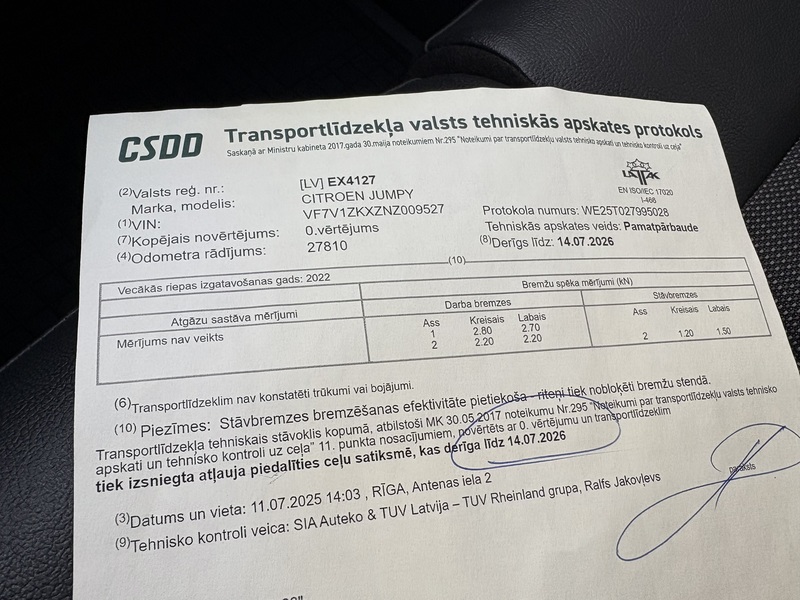 CSDD
Transportlīdzekļa valsts tehniskās apskates protokols
Saskaņā ar Ministru kabineta 2017.gada 30.maija noteikumiem Nr.295 "Noteikumi par transportlīdzekļu valsts tehnisko apskati un tehnisko kontroli uz ceļa"
(2)Valsts reģ. nr.: [LV] EX4127
Marka, modelis: CITROEN JUMPY
(1)VIN: VF7V1ZKXZNZ009527
(7)Kopējais novērtējums: 0.vērtējums
(4)Odometra rādījums: 27810
EN ISO/IEC 17020
I-468
Protokola numurs: WE25T027995028
Tehniskās apskates veids: Pamatpārbaude
(8)Derīgs līdz: 14.07.2026
(10)
Vecākās riepas izgatavošanas gads: 2022
Bremžu spēka mērījumi (kN)
Atgāzu sastāva mērījumi
Darba bremzes
Stāvbremzes
Mērījums nav veikts
Ass Kreisais Labais
1 2.80 2.70
2 2.20 2.20
Ass Kreisais Labais
2 1.20 1.50
(6)Transportlīdzeklim nav konstatēti trūkumi vai bojājumi.
(10) Piezīmes: Stāvbremzes bremzēšanas efektivitāte pietiekoša - riteņi tiek nobloķēti bremžu stendā.
Transportlīdzekļa tehniskais stāvoklis kopumā, atbilstoši MK 30.05.2017 noteikumu Nr.295 "Noteikumi par transportlīdzekļu valsts tehnisko
apskati un tehnisko kontroli uz ceļa" 11. punkta nosacījumiem, novērtēts ar 0. vērtējumu un transportlīdzeklim
tiek izsniegta atļauja piedalīties ceļu satiksmē, kas derīga līdz 14.07.2026
(3)Datums un vieta: 11.07.2025 14:03 , RĪGA, Antenas iela 2
paraksts
(9)Tehnisko kontroli veica: SIA Auteko & TUV Latvija – TUV Rheinland grupa, Ralfs Jakovļevs